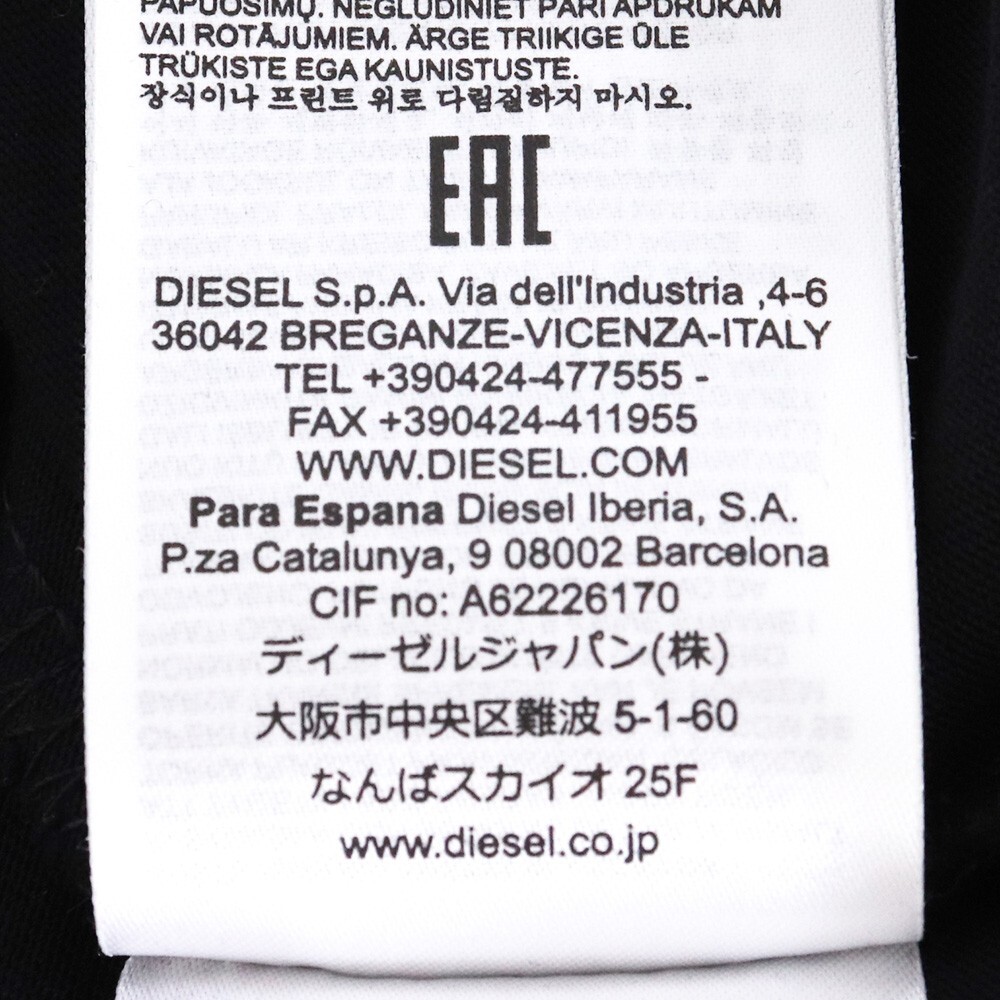 PAPUOSIMŲ. NEGLUDINIET PARI APDRUKĀM
VAI ROTĀJUMIEM. ÄRGE TRIIKIGE ÜLE
TRÜKISTE EGA KAUNISTUSTE.
장식이나 프린트 위로 다림질하지 마시오.
EAC
DIESEL S.p.A. Via dell'Industria ,4-6
36042 BREGANZE-VICENZA-ITALY
TEL +390424-477555
FAX +390424-411955
WWW.DIESEL.COM
Para Espana Diesel Iberia, S.A.
P.za Catalunya, 9 08002 Barcelona
CIF no: A62226170
ディーゼルジャパン(株)
大阪市中央区難波 5-1-60
なんばスカイオ 25F
www.diesel.co.jp